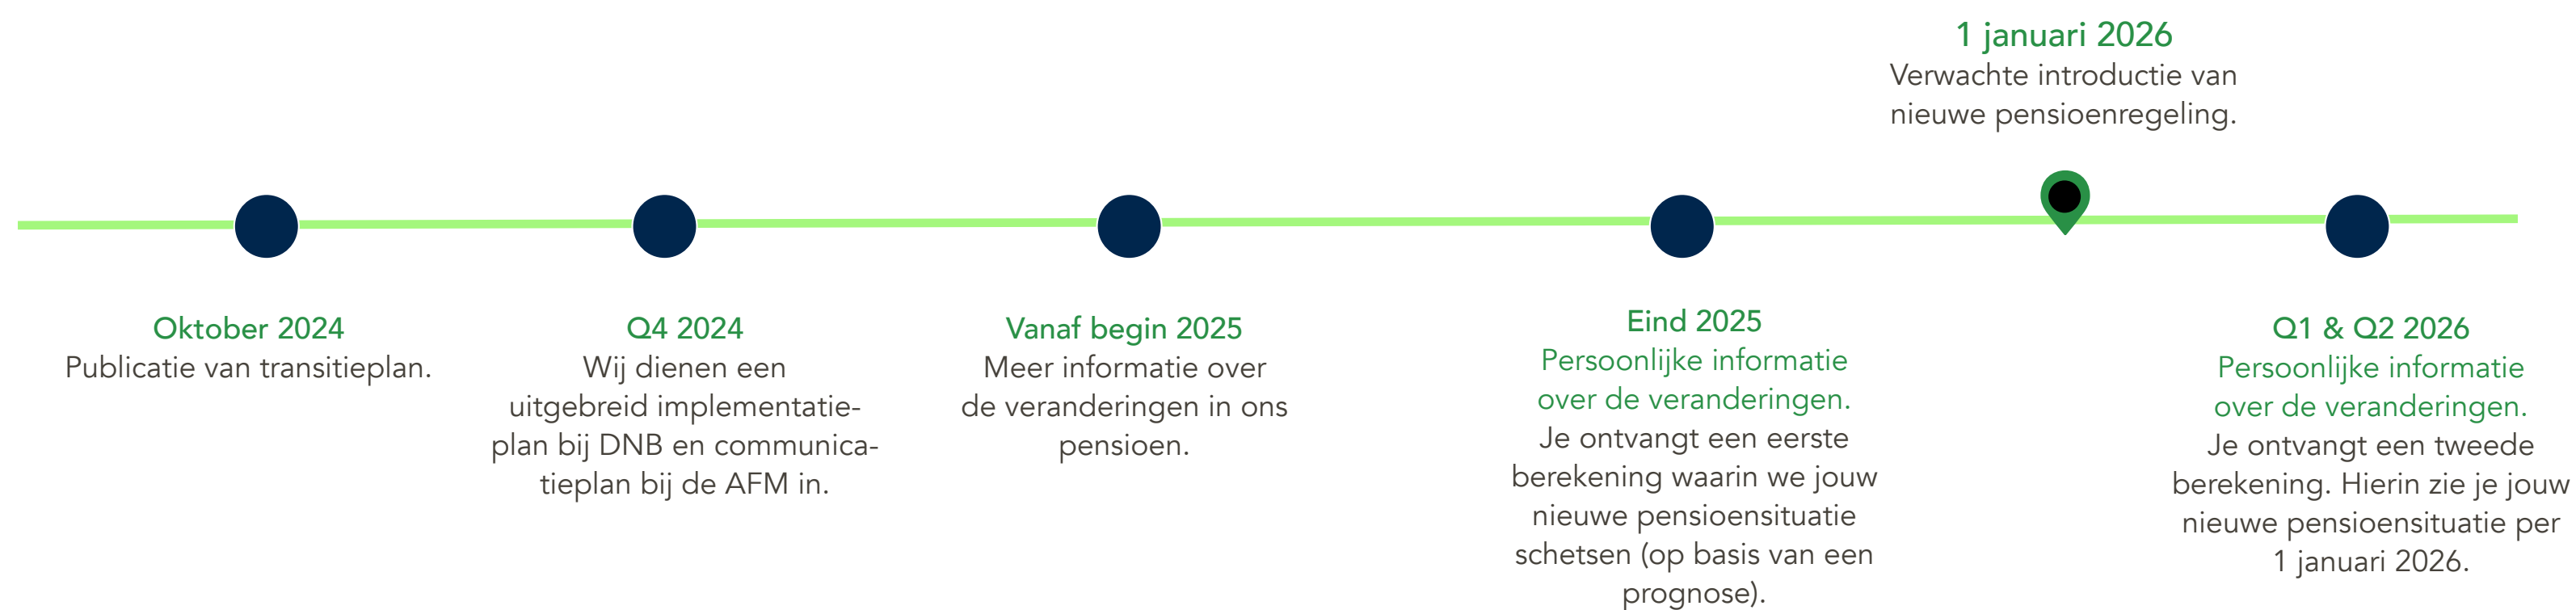 1 januari 2026
Verwachte introductie van
nieuwe pensioenregeling.
Oktober 2024
Publicatie van transitieplan.
Q4 2024
Wij dienen een
uitgebreid implementatie-
plan bij DNB en communica-
tieplan bij de AFM in.
Vanaf begin 2025
Meer informatie over
de veranderingen in ons
pensioen.
Eind 2025
Persoonlijke informatie
over de veranderingen.
Je ontvangt een eerste
berekening waarin we jouw
nieuwe pensioensituatie
schetsen (op basis van een
prognose).
Q1 & Q2 2026
Persoonlijke informatie
over de veranderingen.
Je ontvangt een tweede
berekening. Hierin zie je jouw
nieuwe pensioensituatie per
1 januari 2026.